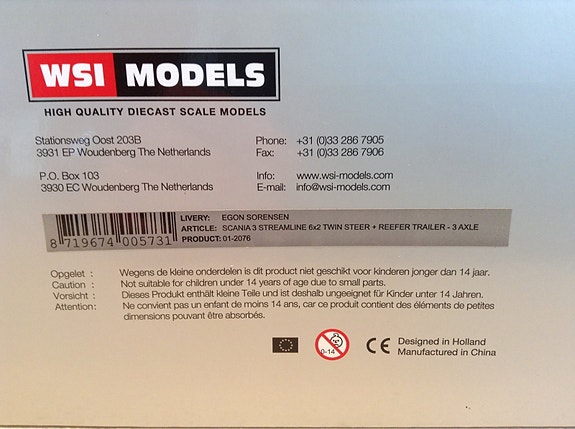 WSI MODELS
HIGH QUALITY DIECAST SCALE MODELS
Stationsweg Oost 203B
3931 EP Woudenberg The Netherlands
P.O. Box 103
3930 EC Woudenberg The Netherlands
Phone: +31 (0)33 286 7905
Fax: +31 (0)33 286 7906
Info: www.wsi-models.com
E-mail: info@wsi-models.com
8 719674 005731
LIVERY: EGON SORENSEN
ARTICLE: SCANIA 3 STREAMLINE 6x2 TWIN STEER + REEFER TRAILER - 3 AXLE
PRODUCT: 01-2076
Opgelet : Wegens de kleine onderdelen is dit product niet geschikt voor kinderen jonger dan 14 jaar.
Caution : Not suitable for children under 14 years of age due to small parts.
Vorsicht : Dieses Produkt enthält kleine Teile und ist deshalb ungeeignet für Kinder unter 14 Jahren.
Attention: Ne convient pas un enfant de moins 14 ans, car ce produit contient des éléments de petites
dimensions pouvant être absorbés.
0-14
CE
Designed in Holland
Manufactured in China